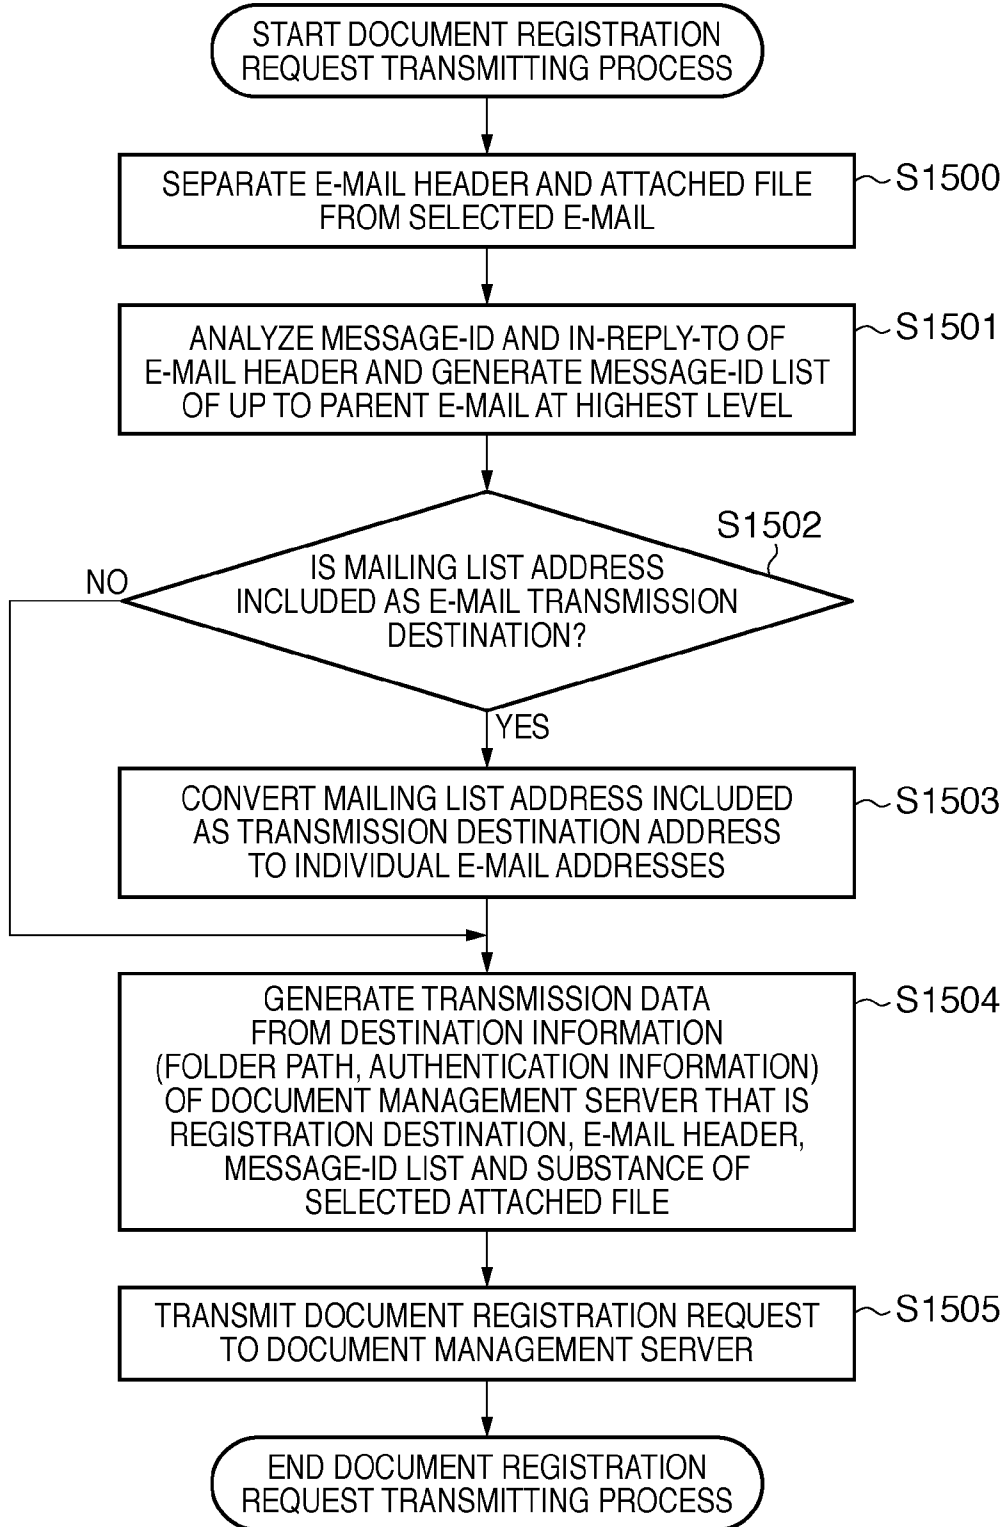 START DOCUMENT REGISTRATION
REQUEST TRANSMITTING PROCESS
SEPARATE E-MAIL HEADER AND ATTACHED FILE
FROM SELECTED E-MAIL
S1500
ANALYZE MESSAGE-ID AND IN-REPLY-TO OF
E-MAIL HEADER AND GENERATE MESSAGE-ID LIST
OF UP TO PARENT E-MAIL AT HIGHEST LEVEL
S1501
S1502
IS MAILING LIST ADDRESS
INCLUDED AS E-MAIL TRANSMISSION
DESTINATION?
NO
YES
CONVERT MAILING LIST ADDRESS INCLUDED
AS TRANSMISSION DESTINATION ADDRESS
TO INDIVIDUAL E-MAIL ADDRESSES
S1503
GENERATE TRANSMISSION DATA
FROM DESTINATION INFORMATION
(FOLDER PATH, AUTHENTICATION INFORMATION)
OF DOCUMENT MANAGEMENT SERVER THAT IS
REGISTRATION DESTINATION, E-MAIL HEADER,
MESSAGE-ID LIST AND SUBSTANCE OF
SELECTED ATTACHED FILE
S1504
TRANSMIT DOCUMENT REGISTRATION REQUEST
TO DOCUMENT MANAGEMENT SERVER
S1505
END DOCUMENT REGISTRATION
REQUEST TRANSMITTING PROCESS